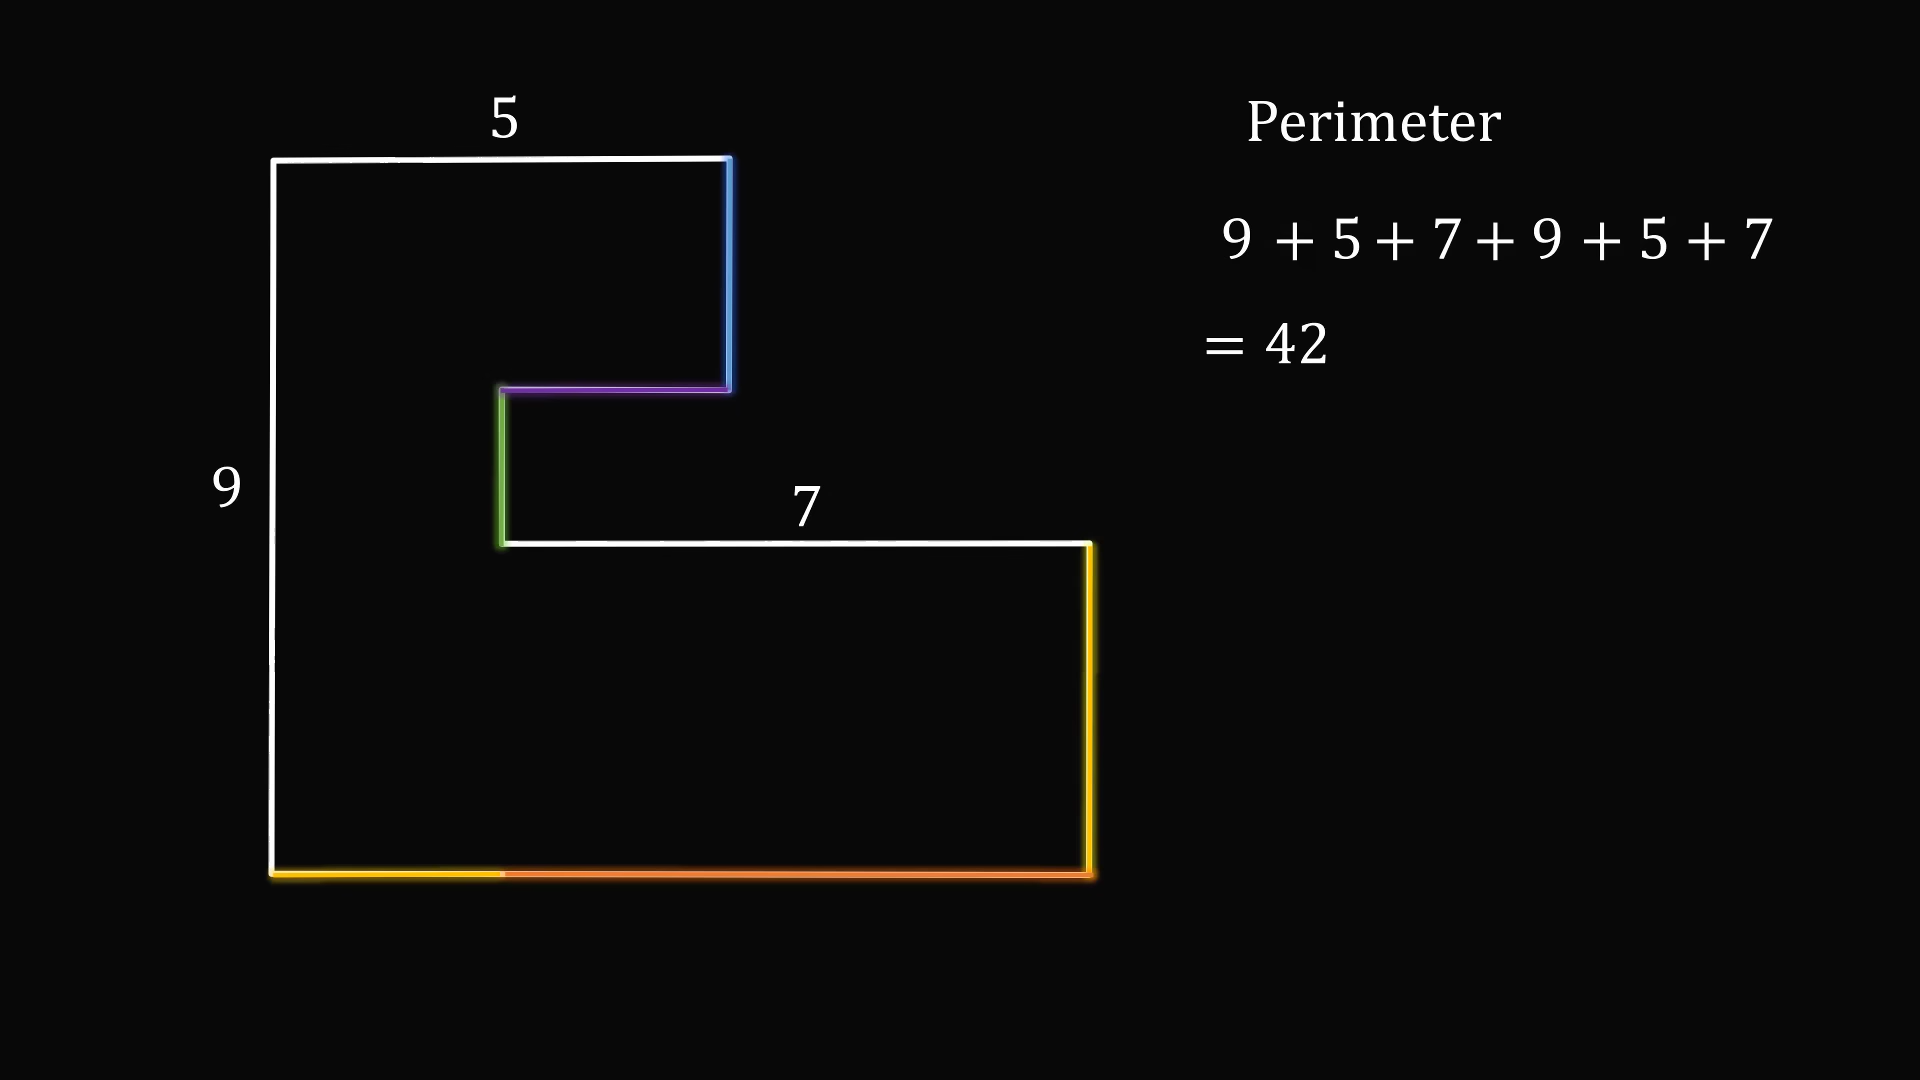 5
9
7
Perimeter
9 + 5 + 7 + 9 + 5 + 7
= 42